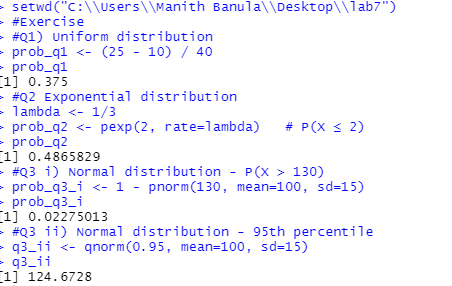 > setwd("C:\\Users\\Manith Banula\\Desktop\\lab7")
> #Exercise
> #Q1) Uniform distribution
> prob_q1 <- (25 - 10) / 40
> prob_q1
[1] 0.375
> #Q2 Exponential distribution
> lambda <- 1/3
> prob_q2 <- pexp(2, rate=lambda)   # P(X ≤ 2)
> prob_q2
[1] 0.4865829
> #Q3 i) Normal distribution - P(X > 130)
> prob_q3_i <- 1 - pnorm(130, mean=100, sd=15)
> prob_q3_i
[1] 0.02275013
> #Q3 ii) Normal distribution - 95th percentile
> q3_ii <- qnorm(0.95, mean=100, sd=15)
> q3_ii
[1] 124.6728